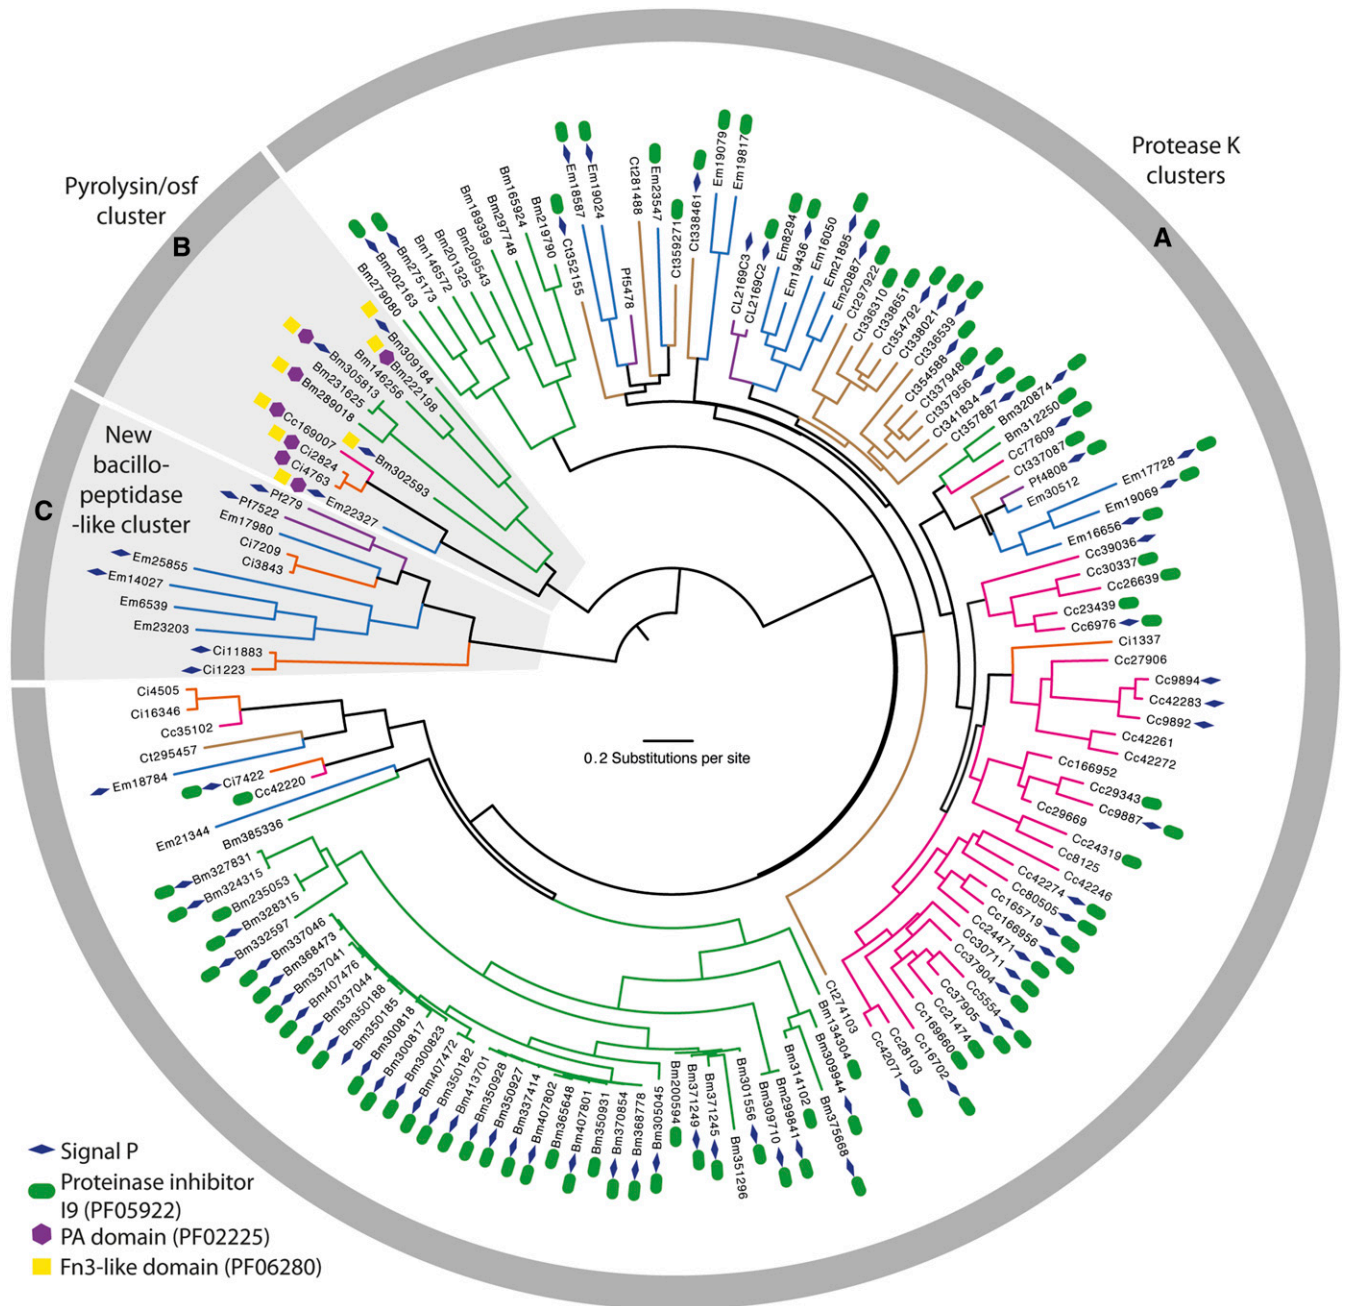 Protease K
clusters
A
Pyrolysin/osf
cluster
B
New
bacillo-
peptidase
-like cluster
C
Bm279080
Bm202163
Bm275173
Bm146572
Bm201325
Bm209543
Bm189399
Bm297748
Bm165924
Bm219790
Ct352155
Em18587
Em19024
Pf5478
Ct281488
Em23547
Ct359271
Ct338461
Em19079
Em19817
CL2169C3
CL2169C2
Em8294
Em19436
Em16050
Em21895
Em20887
Ct297922
Ct336310
Ct338651
Ct354792
Ct338021
Ct336539
Ct354588
Ct337948
Ct337956
Ct341834
Ct357887
Bm320874
Bm312250
Cc77609
Ct337087
Pf4808
Em30512
Em17728
Em19069
Em16656
Cc39036
Cc30337
Cc26639
Cc23439
Cc6976
Ci1337
Cc27906
Cc9894
Cc42283
Cc9892
Cc42261
Cc42272
Cc166952
Cc29343
Cc9887
Cc29669
Cc24319
Cc8125
Cc42246
Cc42274
Cc80505
Cc165719
Cc166956
Cc24471
Cc30711
Cc37904
Cc5554
Cc37905
Cc21474
Cc169660
Cc16702
Cc28103
Cc42071
Ct274103
Bm134304
Bm309944
Bm375668
Bm314102
Bm299841
Bm309710
Bm301556
Bm351296
Bm371245
Bm371249
Bm200594
Bm305045
Bm368778
Bm370854
Bm350931
Bm407801
Bm365648
Bm407802
Bm337414
Bm350927
Bm350928
Bm413701
Bm350182
Bm407472
Bm300823
Bm300817
Bm300818
Bm350185
Bm350188
Bm337044
Bm407476
Bm337041
Bm368473
Bm337046
Bm332597
Bm328315
Bm235053
Bm324315
Bm327831
Bm385336
Em21344
Cc42220
Ci7422
Em18784
Ct295457
Cc35102
Ci16346
Ci4505
Ci1223
Ci11883
Em23203
Em6539
Em14027
Em25855
Ci3843
Ci7209
Em17980
Pf7522
Pf279
Em22327
Ci4763
Ci2824
Cc169007
Bm302593
Bm289018
Bm231625
Bm305813
Bm146256
Bm222198
Bm309184
0.2 Substitutions per site
Signal P
Proteinase inhibitor
I9 (PF05922)
PA domain (PF02225)
Fn3-like domain (PF06280)